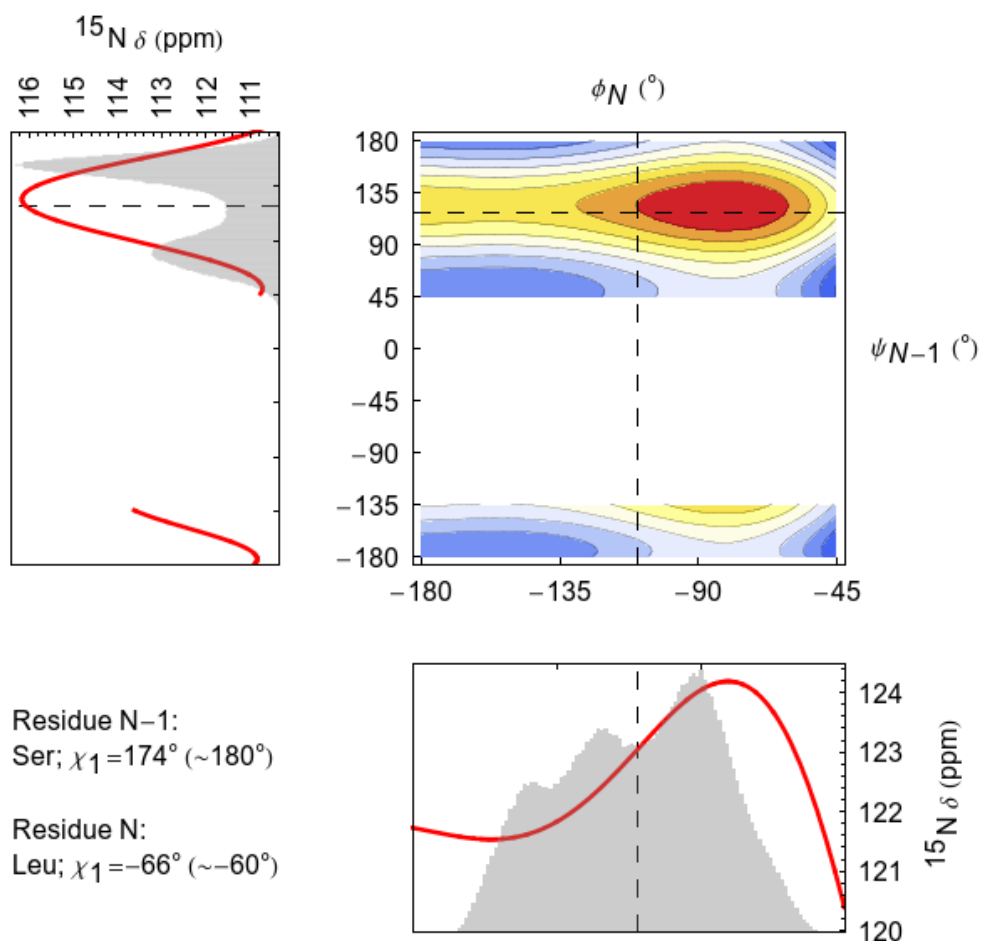 15N δ (ppm)
116 115 114 113 112 111
ϕN (°)
180
135
90
45
0
−45
−90
−135
−180
ψN−1 (°)
−180 −135 −90 −45
Residue N−1:
Ser; χ1=174° (~180°)
Residue N:
Leu; χ1=−66° (~−60°)
124
123
122
121
120
15N δ (ppm)